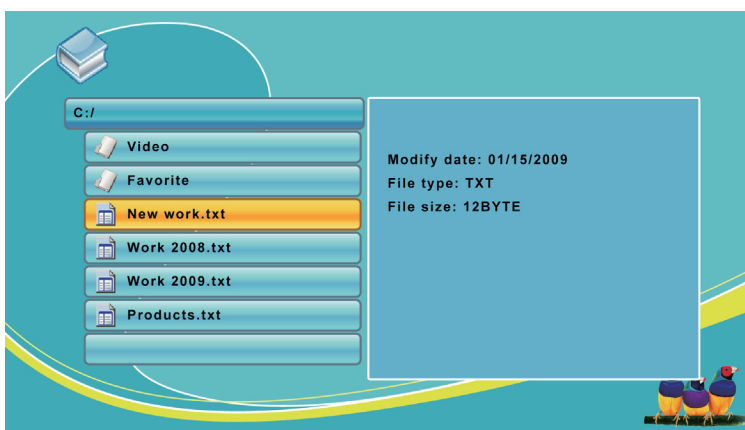 C:/
Video
Favorite
New work.txt
Work 2008.txt
Work 2009.txt
Products.txt
Modify date: 01/15/2009
File type: TXT
File size: 12BYTE